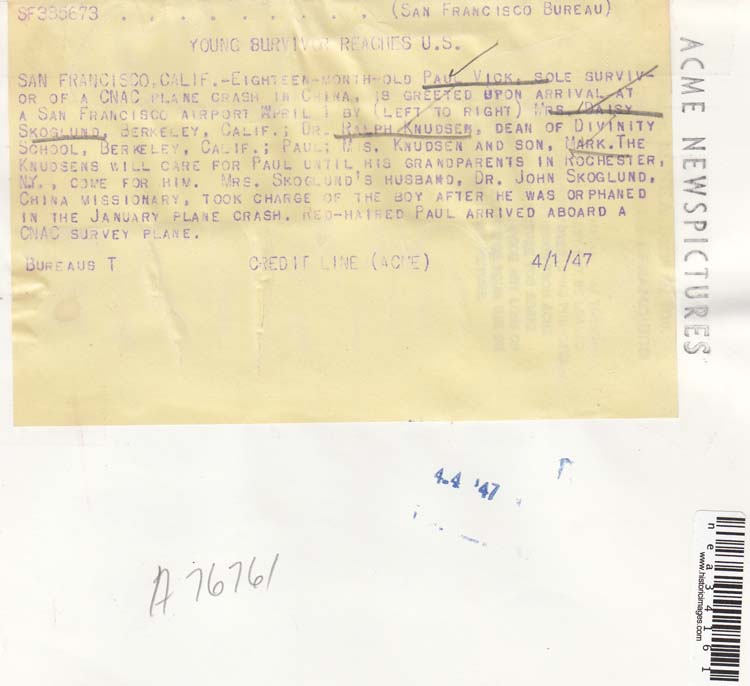 SF385673 . . . . . . . . . . (San Francisco Bureau)
YOUNG SURVIVOR REACHES U.S.
San Francisco, Calif.-Eighteen-month-old Paul Vick, sole surviv-
or of a CNAC plane crash in China, is greeted upon arrival at
a San Francisco airport April 1 by (left to right) Mrs. Daisy
Skoglund, Berkeley, Calif.; Dr. Ralph Knudsen, dean of Divinity
School, Berkeley, Calif.; Paul; Mrs. Knudsen and son, Mark. The
Knudsens will care for Paul until his grandparents in Rochester,
NY., come for him. Mrs. Skoglund's husband, Dr. John Skoglund,
China missionary, took charge of the boy after he was orphaned
in the January plane crash. Red-haired Paul arrived aboard a
CNAC survey plane.
Bureaus T Credit Line (ACME) 4/1/47
ACME NEWSPICTURES
4-4 '47
A 76761
nea34161
www.historicimages.com